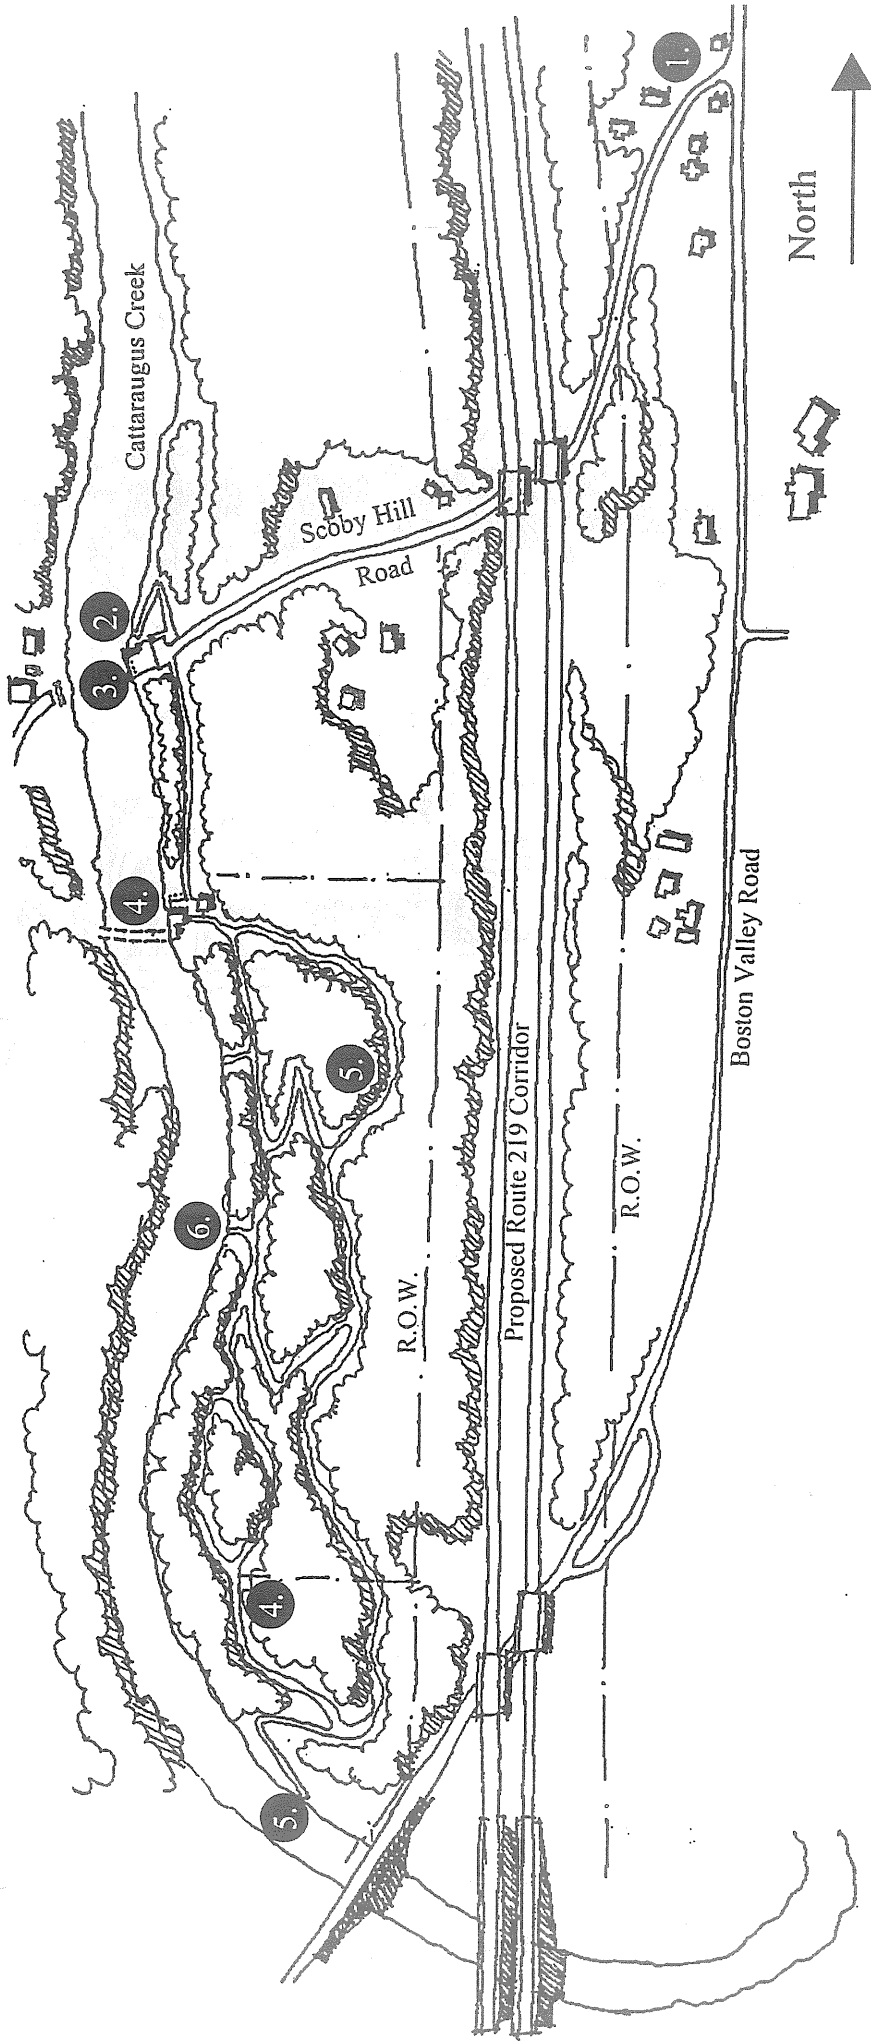 1.
North
Cattaraugus Creek
Scoby Hill
Road
2.
3.
4.
5.
6.
Boston Valley Road
Proposed Route 219 Corridor
R.O.W.
R.O.W.
4.
5.